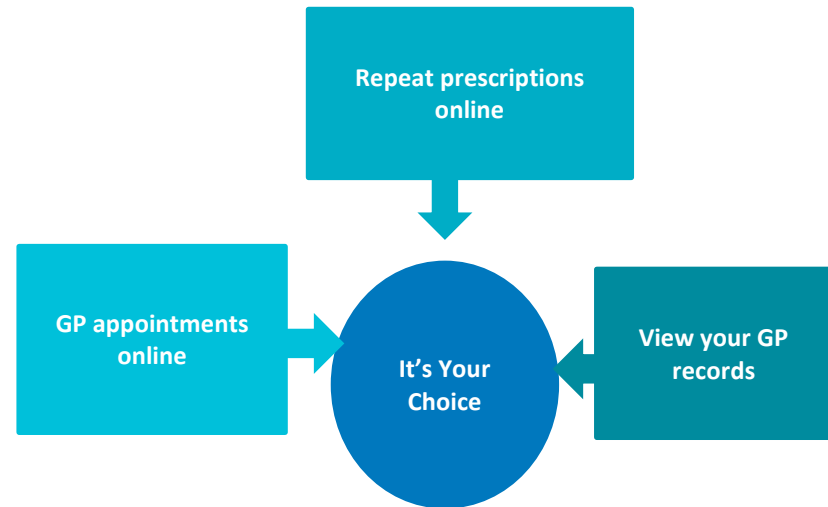 Repeat prescriptions
online
GP appointments
online
It’s Your
Choice
View your GP
records